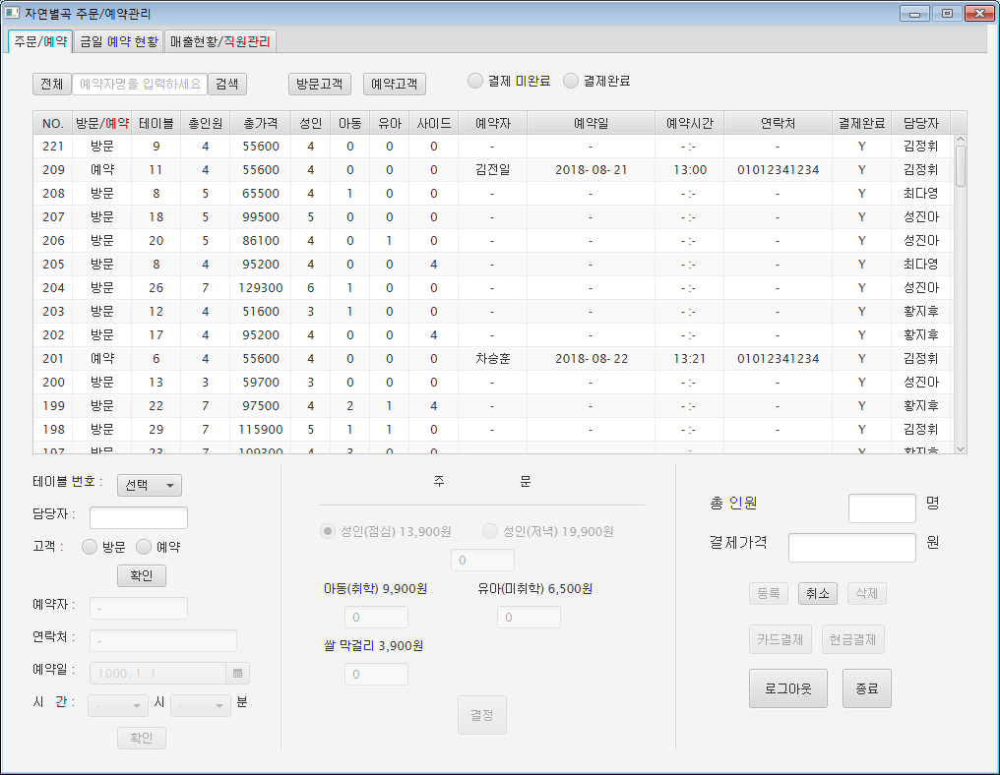 자연별곡 주문/예약관리
주문/예약 금일 예약 현황 매출현황/직원관리
전체 예약자명을 입력하세요 검색 방문고객 예약고객 결제 미완료 결제완료
NO. 방문/예약 테이블 총인원 총가격 성인 아동 유아 사이드 예약자 예약일 예약시간 연락처 결제완료 담당자
221 방문 9 4 55600 4 0 0 0 - - - :- - Y 김정휘
209 예약 11 4 55600 4 0 0 0 김전일 2018- 08- 21 13:00 01012341234 Y 김정휘
208 방문 8 5 65500 4 1 0 0 - - - :- - Y 최다영
207 방문 18 5 99500 5 0 0 0 - - - :- - Y 성진아
206 방문 20 5 86100 4 0 1 0 - - - :- - Y 성진아
205 방문 8 4 95200 4 0 0 4 - - - :- - Y 최다영
204 방문 26 7 129300 6 1 0 0 - - - :- - Y 성진아
203 방문 12 4 51600 3 1 0 0 - - - :- - Y 황지후
202 방문 17 4 95200 4 0 0 4 - - - :- - Y 황지후
201 예약 6 4 55600 4 0 0 0 차승훈 2018- 08- 22 13:21 01012341234 Y 김정휘
200 방문 13 3 59700 3 0 0 0 - - - :- - Y 성진아
199 방문 22 7 97500 4 2 1 4 - - - :- - Y 황지후
198 방문 29 7 115900 5 1 1 0 - - - :- - Y 김정휘
197 방문 23 7 109300 4 3 0 0 - - - :- - Y 황지후
테이블 번호 : 선택
담당자 :
고객 : 방문 예약
확인
예약자 : -
연락처 : -
예약일 : 1000. 1. 1
시 간 : - 시 - 분
확인
주 문
성인(점심) 13,900원 성인(저녁) 19,900원
0
아동(취학) 9,900원 유아(미취학) 6,500원
0 0
쌀 막걸리 3,900원
0
결정
총 인원 명
결제가격 원
등록 취소 삭제
카드결제 현금결제
로그아웃 종료